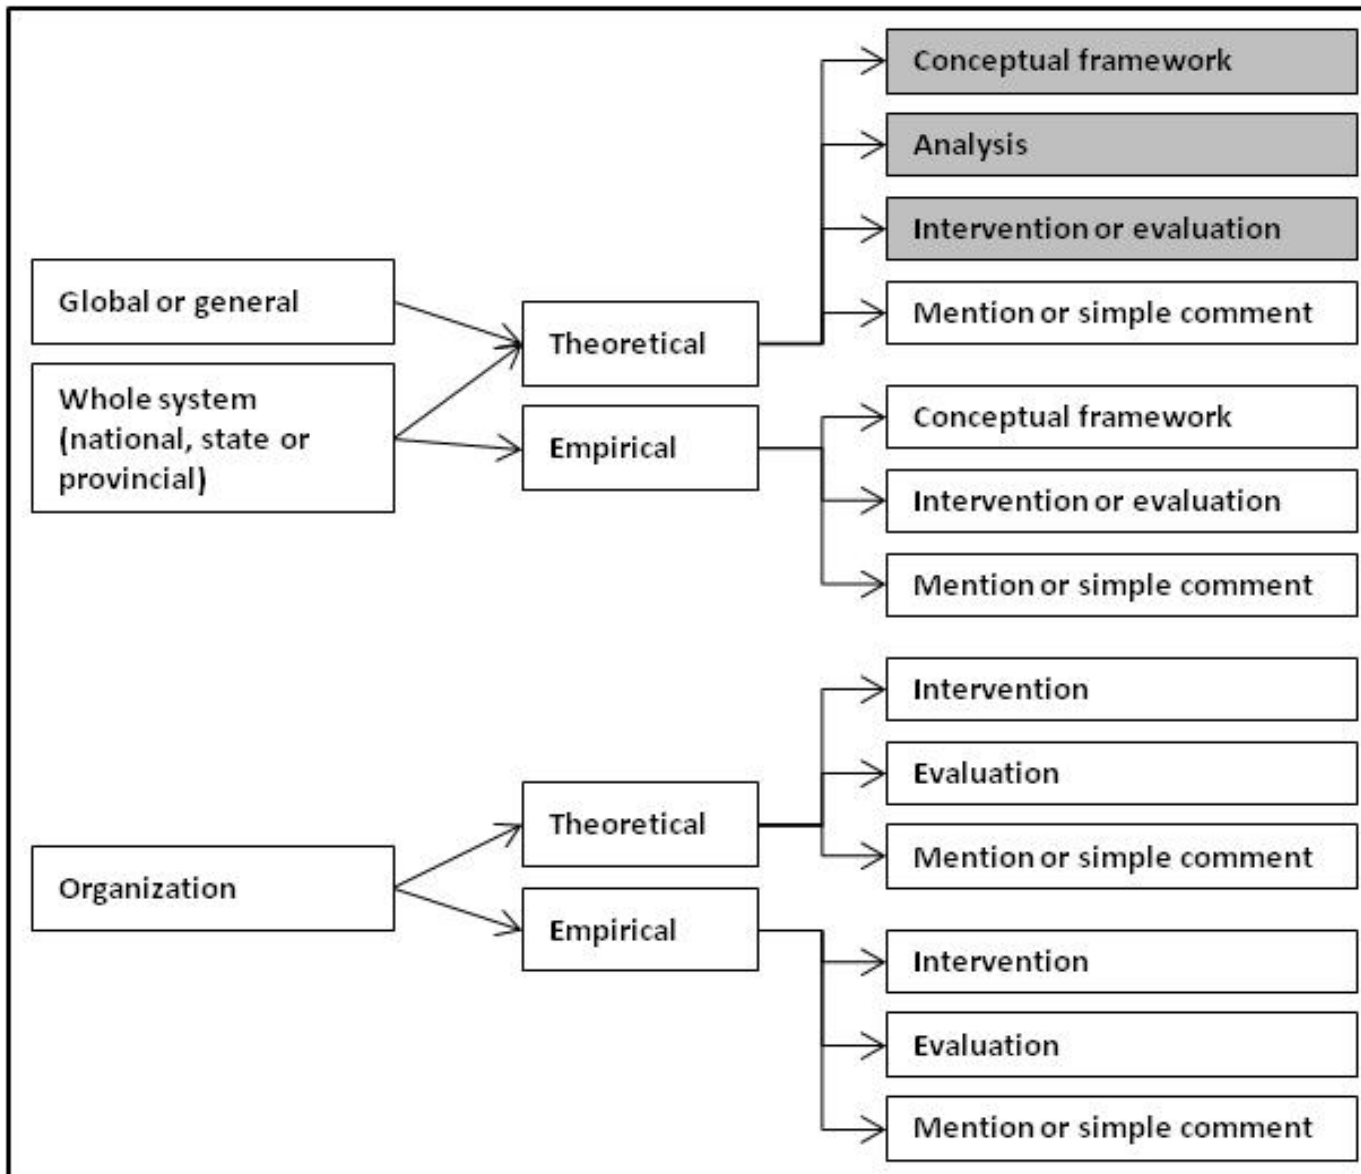 Conceptual framework
Analysis
Intervention or evaluation
Mention or simple comment
Global or general
Whole system
(national, state or
provincial)
Theoretical
Empirical
Conceptual framework
Intervention or evaluation
Mention or simple comment
Organization
Theoretical
Empirical
Intervention
Evaluation
Mention or simple comment
Intervention
Evaluation
Mention or simple comment